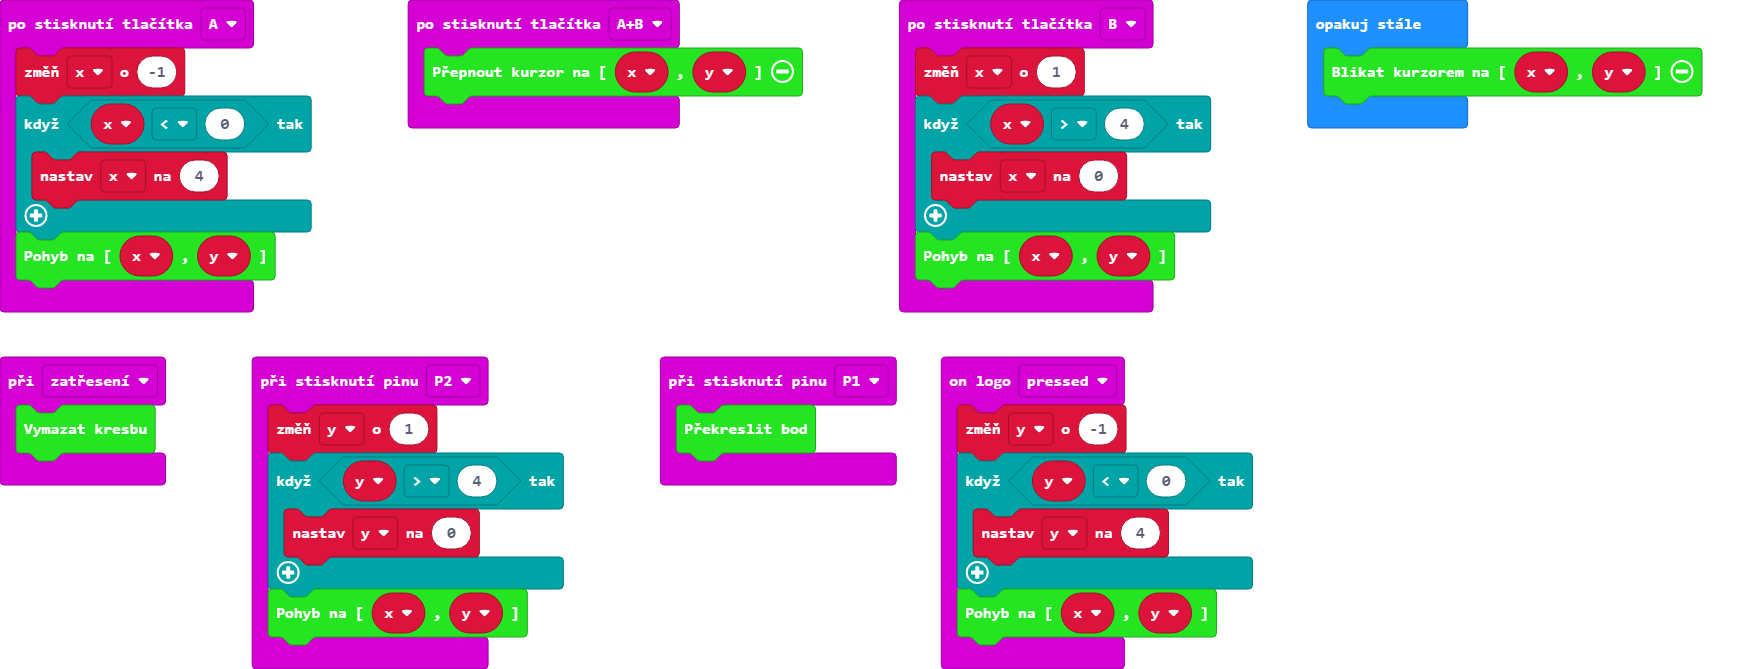 po stisknutí tlačítka A
změň x o -1
když x < 0 tak
nastav x na 4
Pohyb na [ x , y ]
po stisknutí tlačítka A+B
Přepnout kurzor na [ x , y ]
po stisknutí tlačítka B
změň x o 1
když x > 4 tak
nastav x na 0
Pohyb na [ x , y ]
opakuj stále
Blikat kurzorem na [ x , y ]
při zatřesení
Vymazat kresbu
při stisknutí pinu P2
změň y o 1
když y > 4 tak
nastav y na 0
Pohyb na [ x , y ]
při stisknutí pinu P1
Překreslit bod
on logo pressed
změň y o -1
když y < 0 tak
nastav y na 4
Pohyb na [ x , y ]